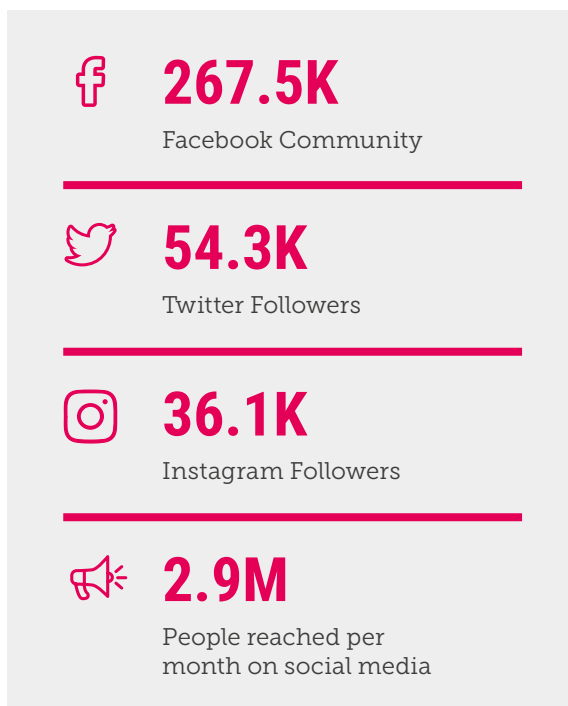 267.5K
Facebook Community
54.3K
Twitter Followers
36.1K
Instagram Followers
2.9M
People reached per
month on social media